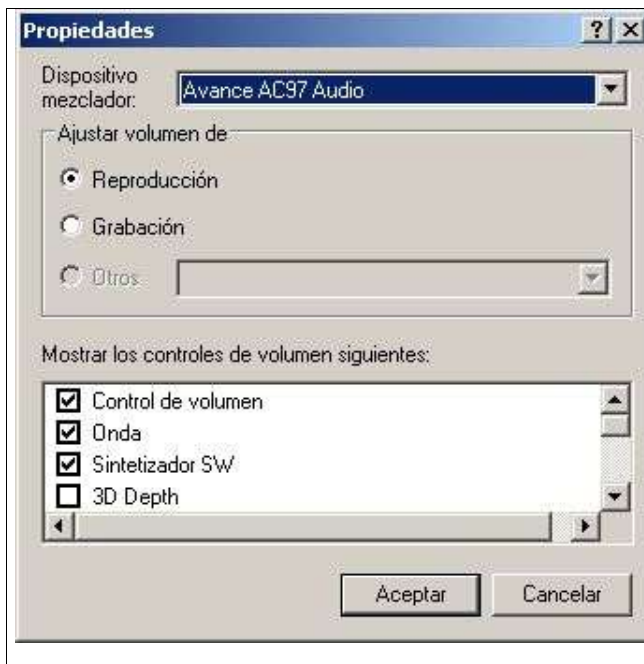 Propiedades
Dispositivo
mezclador:
Avance AC97 Audio
Ajustar volumen de
Reproducción
Grabación
Otros
Mostrar los controles de volumen siguientes:
Control de volumen
Onda
Sintetizador SW
3D Depth
Aceptar
Cancelar